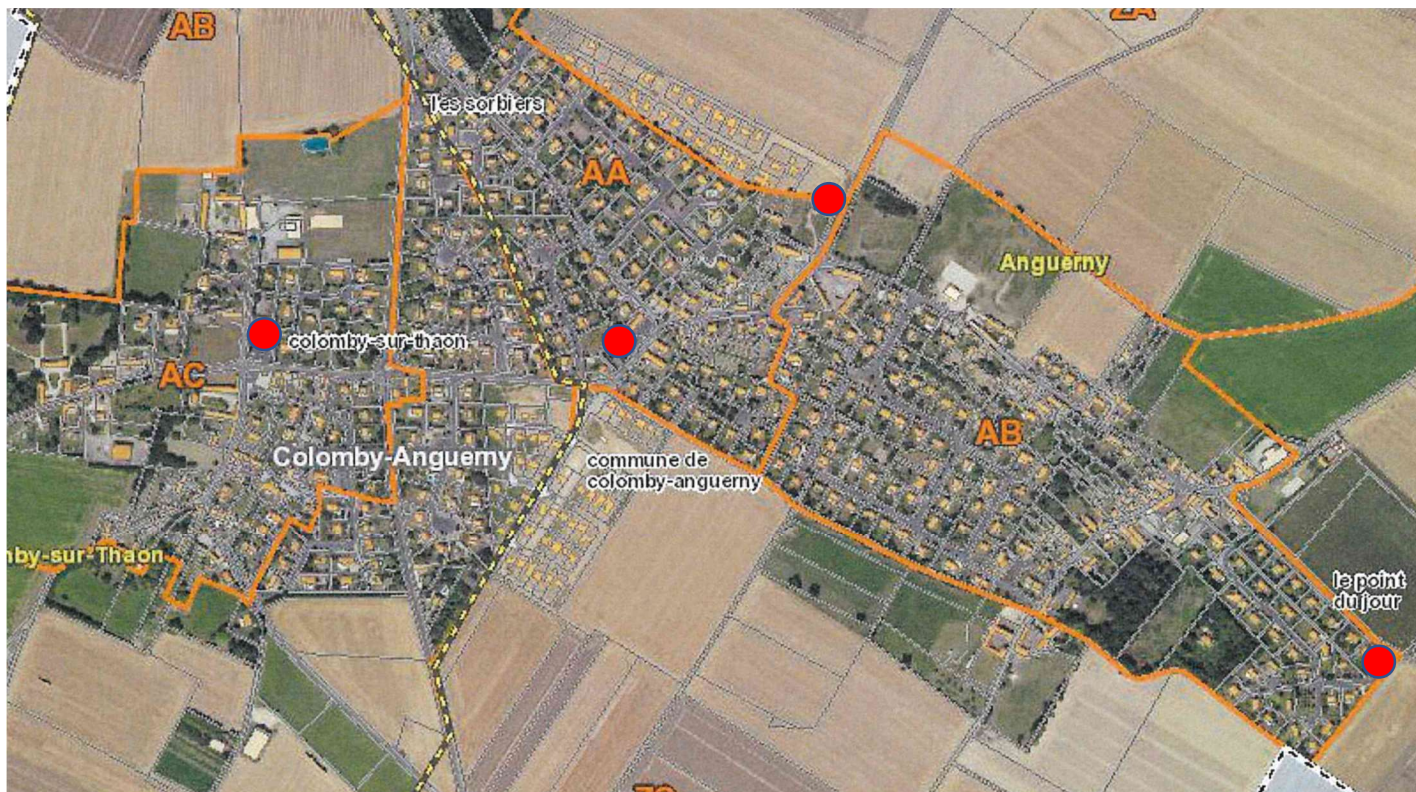 AB
ZA
les sorbiers
AA
Anguerny
colomby-sur-thaon
AC
AB
Colomby-Anguerny
commune de
colomby-anguerny
mby-sur-Thaon
le point
du jour